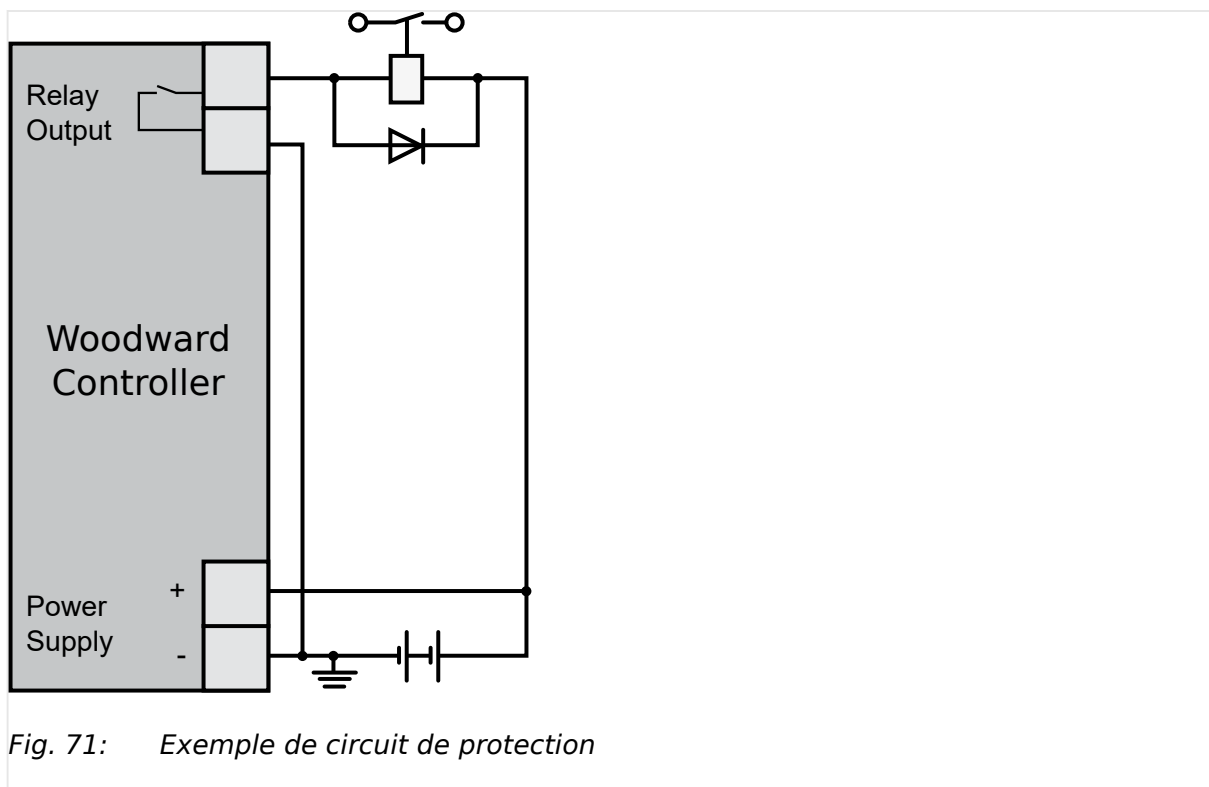 Relay
Output
Woodward
Controller
+
Power
Supply
-
Fig. 71: Exemple de circuit de protection